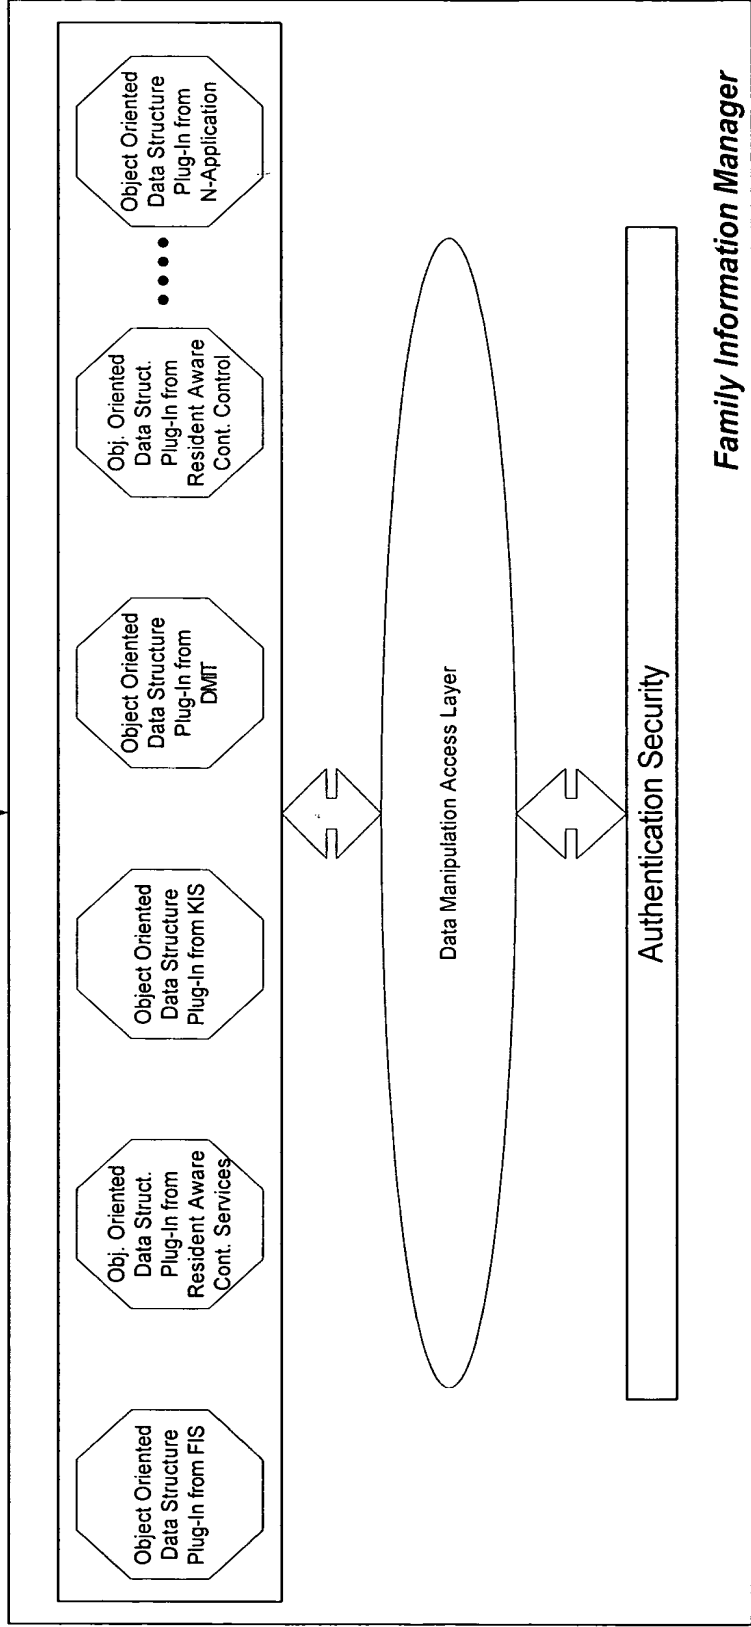 Object Oriented
Data Structure
Plug-In from FIS
Obj. Oriented
Data Struct.
Plug-In from
Resident Aware
Cont. Services
Object Oriented
Data Structure
Plug-In from KIS
Object Oriented
Data Structure
Plug-In from
DMIT
Obj. Oriented
Data Struct.
Plug-In from
Resident Aware
Cont. Control
Object Oriented
Data Structure
Plug-In from
N-Application
Data Manipulation Access Layer
Authentication Security
Family Information Manager